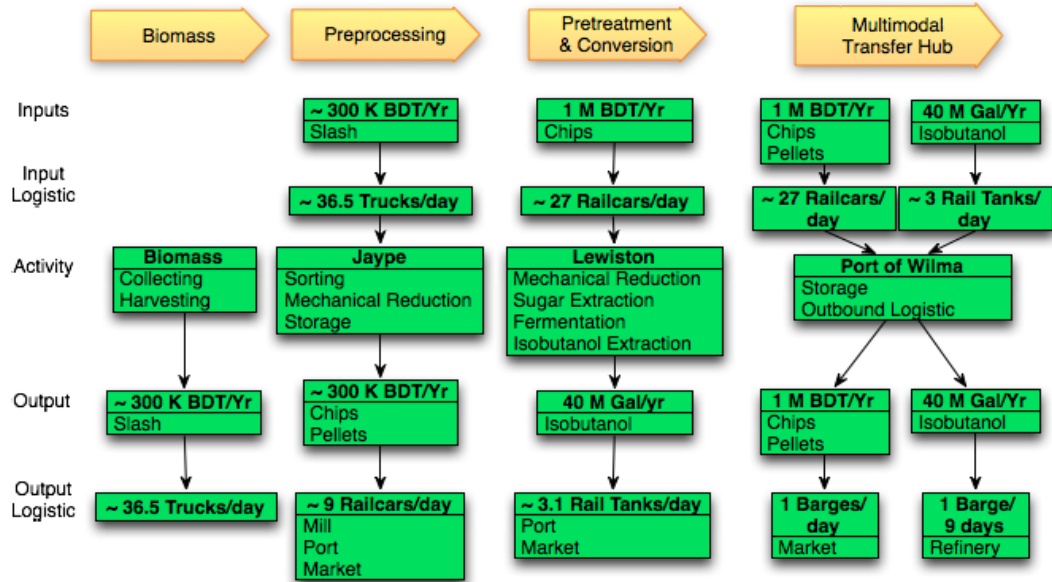 Biomass
Preprocessing
Pretreatment
& Conversion
Multimodal
Transfer Hub
Inputs
~ 300 K BDT/Yr
Slash
1 M BDT/Yr
Chips
1 M BDT/Yr
Chips
Pellets
40 M Gal/Yr
Isobutanol
Input
Logistic
~ 36.5 Trucks/day
~ 27 Railcars/day
~ 27 Railcars/
day
~ 3 Rail Tanks/
day
Activity
Biomass
Collecting
Harvesting
Jaype
Sorting
Mechanical Reduction
Storage
Lewiston
Mechanical Reduction
Sugar Extraction
Fermentation
Isobutanol Extraction
Port of Wilma
Storage
Outbound Logistic
Output
~ 300 K BDT/Yr
Slash
~ 300 K BDT/Yr
Chips
Pellets
40 M Gal/yr
Isobutanol
1 M BDT/Yr
Chips
Pellets
40 M Gal/Yr
Isobutanol
Output
Logistic
~ 36.5 Trucks/day
~ 9 Railcars/day
Mill
Port
Market
~ 3.1 Rail Tanks/day
Port
Market
1 Barges/
day
Market
1 Barge/
9 days
Refinery